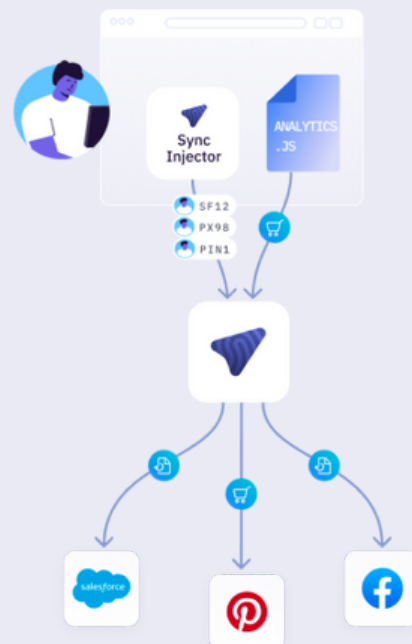 Sync
Injector
ANALYTICS
.JS
SF12
PX98
PIN1
salesforce